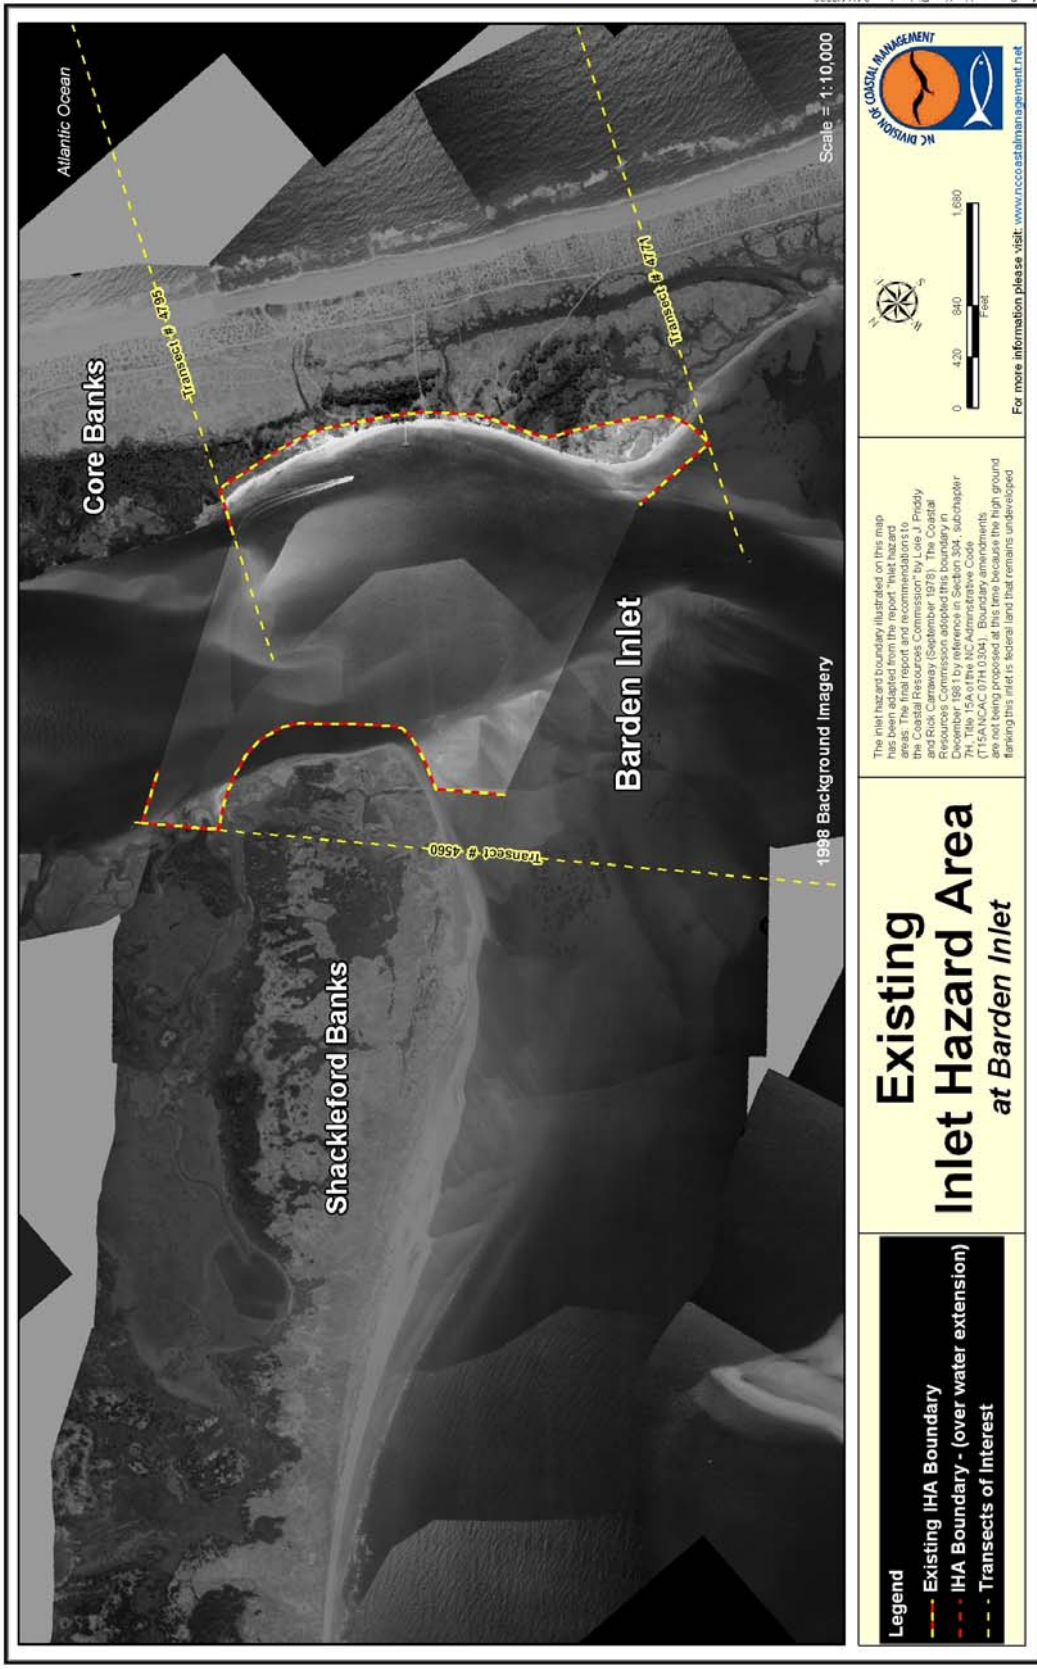 Atlantic Ocean
Core Banks
Transect # 4795
Transect # 4771
Scale = 1:10,000
Barden Inlet
Transect # 4560
1998 Background Imagery
Shackleford Banks
Legend
Existing IHA Boundary
IHA Boundary - (over water extension)
Transects of Interest
Existing
Inlet Hazard Area
at Barden Inlet
The inlet hazard boundary illustrated on this map
has been adapted from the report "Inlet hazard
areas: The final report and recommendations to
the Coastal Resources Commission" by Loie J. Priddy
and Rick Carraway (September 1978). The Coastal
Resources Commission adopted this boundary in
December 1981 by reference in Section 304, subchapter
7H, Title 15A of the NC Adminsitrative Code
(T15A NCAC 07H.0304). Boundary amendments
are not being proposed at this time because the high ground
flanking this inlet is federal land that remains undeveloped
N
E
S
W
0 420 840 1,680
Feet
NC DIVISION OF COASTAL MANAGEMENT
For more information please visit: www.nccoastalmanagement.net